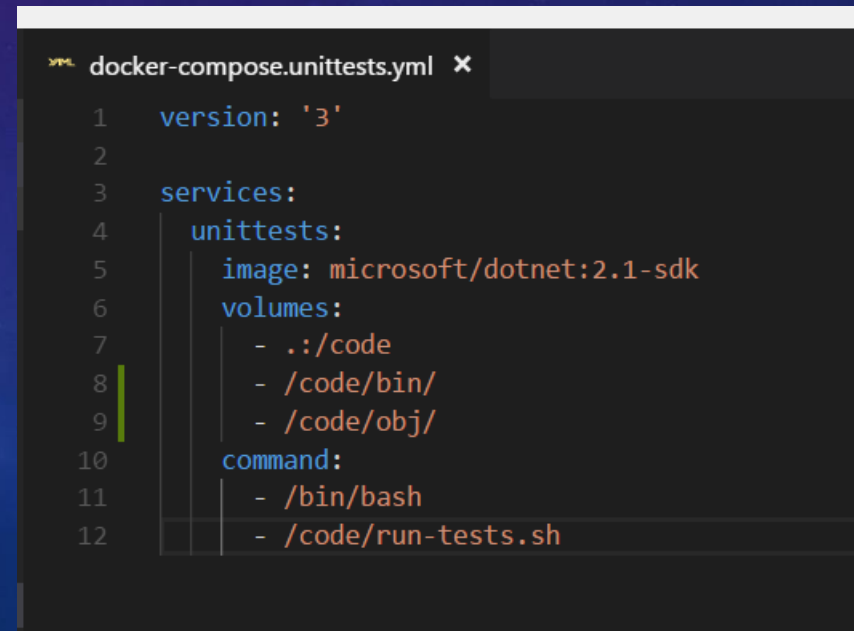 YAML docker-compose.unittests.yml ×
1 version: '3'
2
3 services:
4   unittests:
5     image: microsoft/dotnet:2.1-sdk
6     volumes:
7       - .:/code
8       - /code/bin/
9       - /code/obj/
10     command:
11       - /bin/bash
12       - /code/run-tests.sh